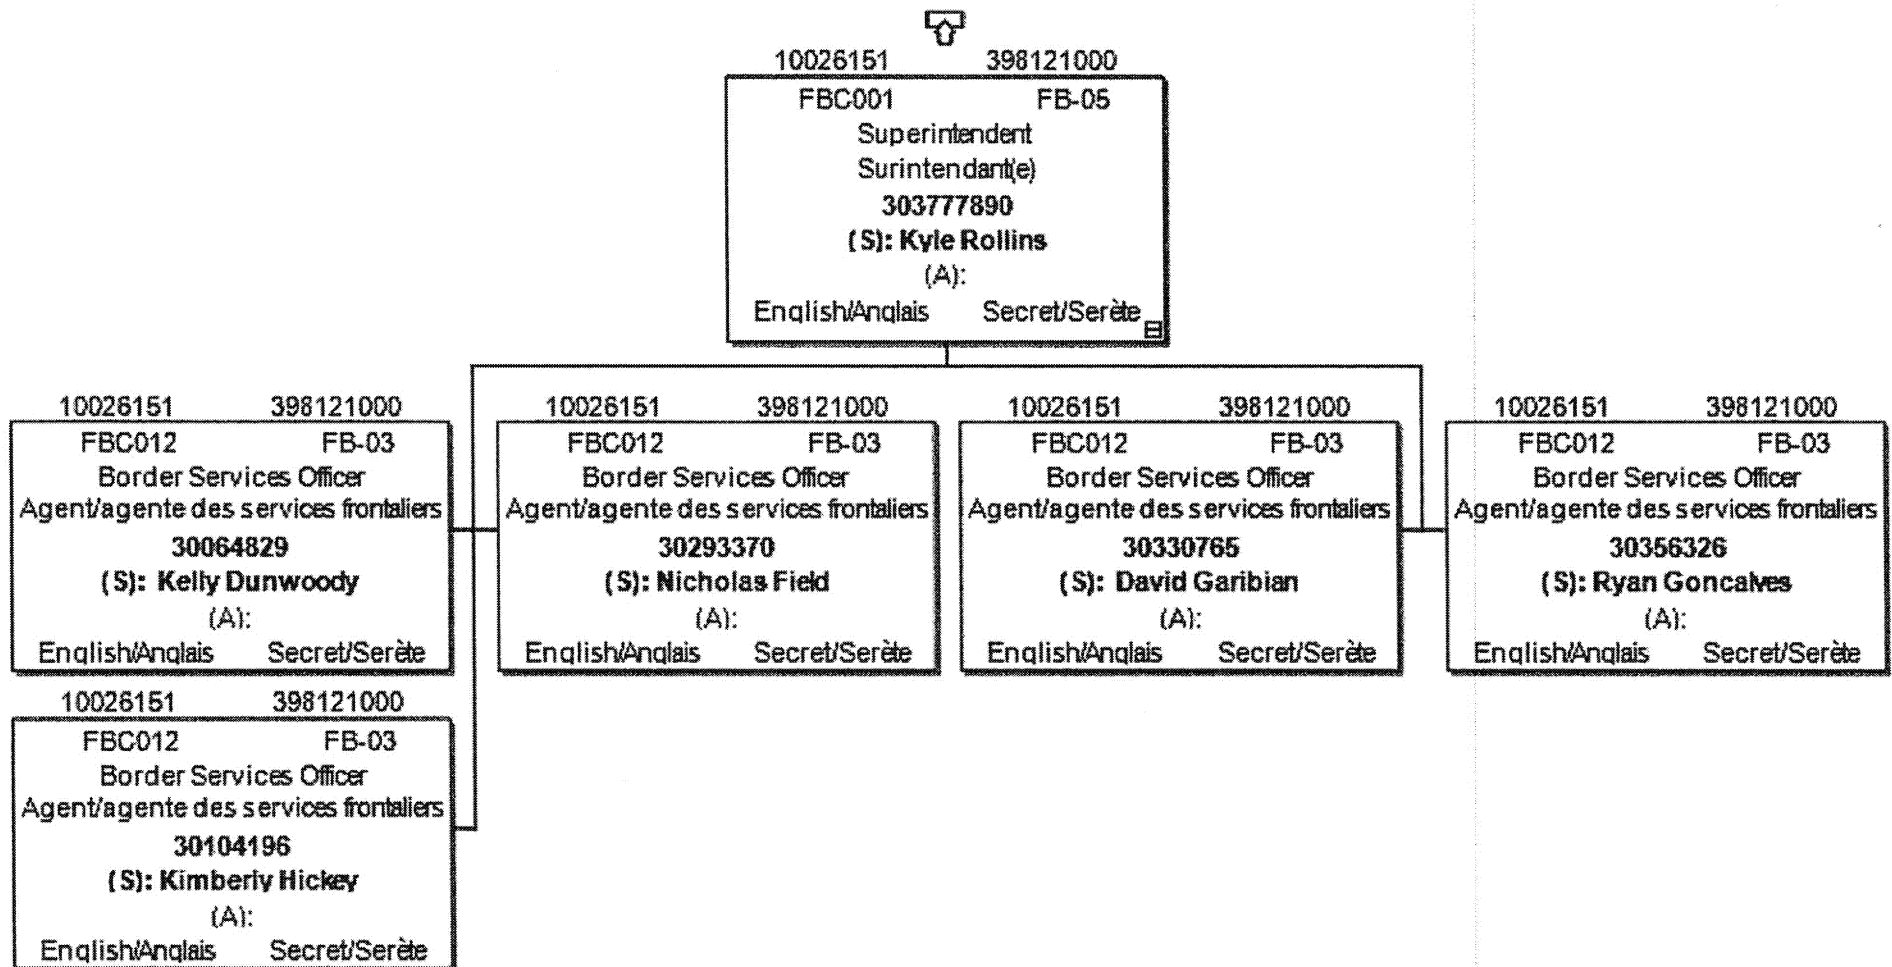 10026151 398121000
FBC001 FB-05
Superintendent
Surintendant(e)
303777890
(S): Kyle Rollins
(A):
English/Anglais Secret/Serète
10026151 398121000
FBC012 FB-03
Border Services Officer
Agent/agente des services frontaliers
30064829
(S): Kelly Dunwoody
(A):
English/Anglais Secret/Serète
10026151 398121000
FBC012 FB-03
Border Services Officer
Agent/agente des services frontaliers
30293370
(S): Nicholas Field
(A):
English/Anglais Secret/Serète
10026151 398121000
FBC012 FB-03
Border Services Officer
Agent/agente des services frontaliers
30330765
(S): David Garibian
(A):
English/Anglais Secret/Serète
10026151 398121000
FBC012 FB-03
Border Services Officer
Agent/agente des services frontaliers
30356326
(S): Ryan Goncalves
(A):
English/Anglais Secret/Serète
10026151 398121000
FBC012 FB-03
Border Services Officer
Agent/agente des services frontaliers
30104196
(S): Kimberly Hickey
(A):
English/Anglais Secret/Serète